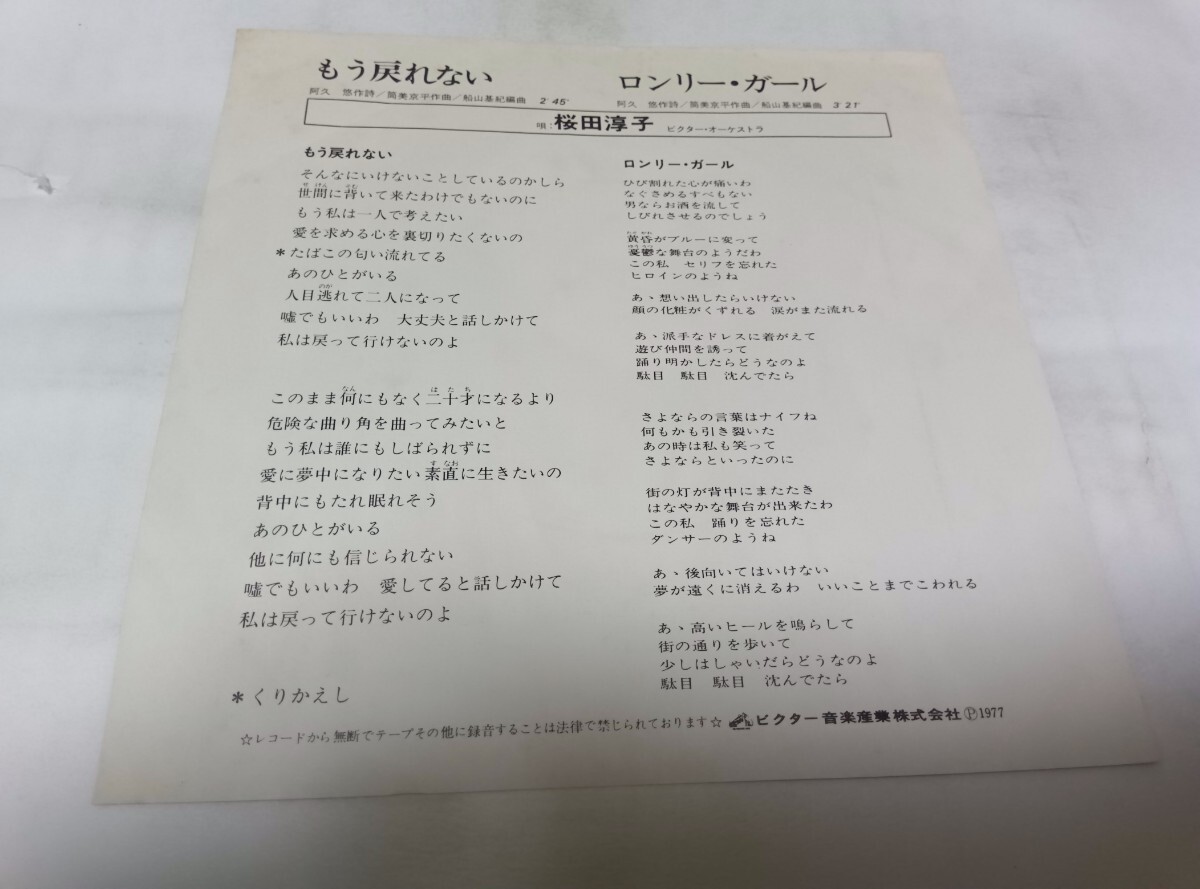 もう戻れない
阿久 悠作詩／筒美京平作曲／船山基紀編曲 2′45″
ロンリー・ガール
阿久 悠作詩／筒美京平作曲／船山基紀編曲 3′21″
唄：桜田淳子 ビクター・オーケストラ
もう戻れない
そんなにいけないことしているのかしら
世間に背いて来たわけでもないのに
もう私は一人で考えたい
愛を求める心を裏切りたくないの
＊たばこの匂い流れてる
あのひとがいる
人目逃れて二人になって
嘘でもいいわ 大丈夫と話しかけて
私は戻って行けないのよ
このまま何にもなく二十才になるより
危険な曲り角を曲ってみたいと
もう私は誰にもしばられずに
愛に夢中になりたい素直に生きたいの
背中にもたれ眠れそう
あのひとがいる
他に何にも信じられない
嘘でもいいわ 愛してると話しかけて
私は戻って行けないのよ
＊くりかえし
ロンリー・ガール
ひび割れた心が痛いわ
なぐさめるすべもない
男ならお酒を流して
しびれさせるのでしょう
黄昏がブルーに変って
憂鬱な舞台のようだわ
この私 セリフを忘れた
ヒロインのようね
あゝ想い出したらいけない
顔の化粧がくずれる 涙がまた流れる
あゝ派手なドレスに着がえて
遊び仲間を誘って
踊り明かしたらどうなのよ
駄目 駄目 沈んでたら
さよならの言葉はナイフね
何もかも引き裂いた
あの時は私も笑って
さよならといったのに
街の灯が背中にまたたき
はなやかな舞台が出来たわ
この私 踊りを忘れた
ダンサーのようね
あゝ後向いてはいけない
夢が遠くに消えるわ いいことまでこわれる
あゝ高いヒールを鳴らして
街の通りを歩いて
少しはしゃいだらどうなのよ
駄目 駄目 沈んでたら
☆レコードから無断でテープその他に録音することは法律で禁じられております☆ ビクター音楽産業株式会社Ⓟ1977